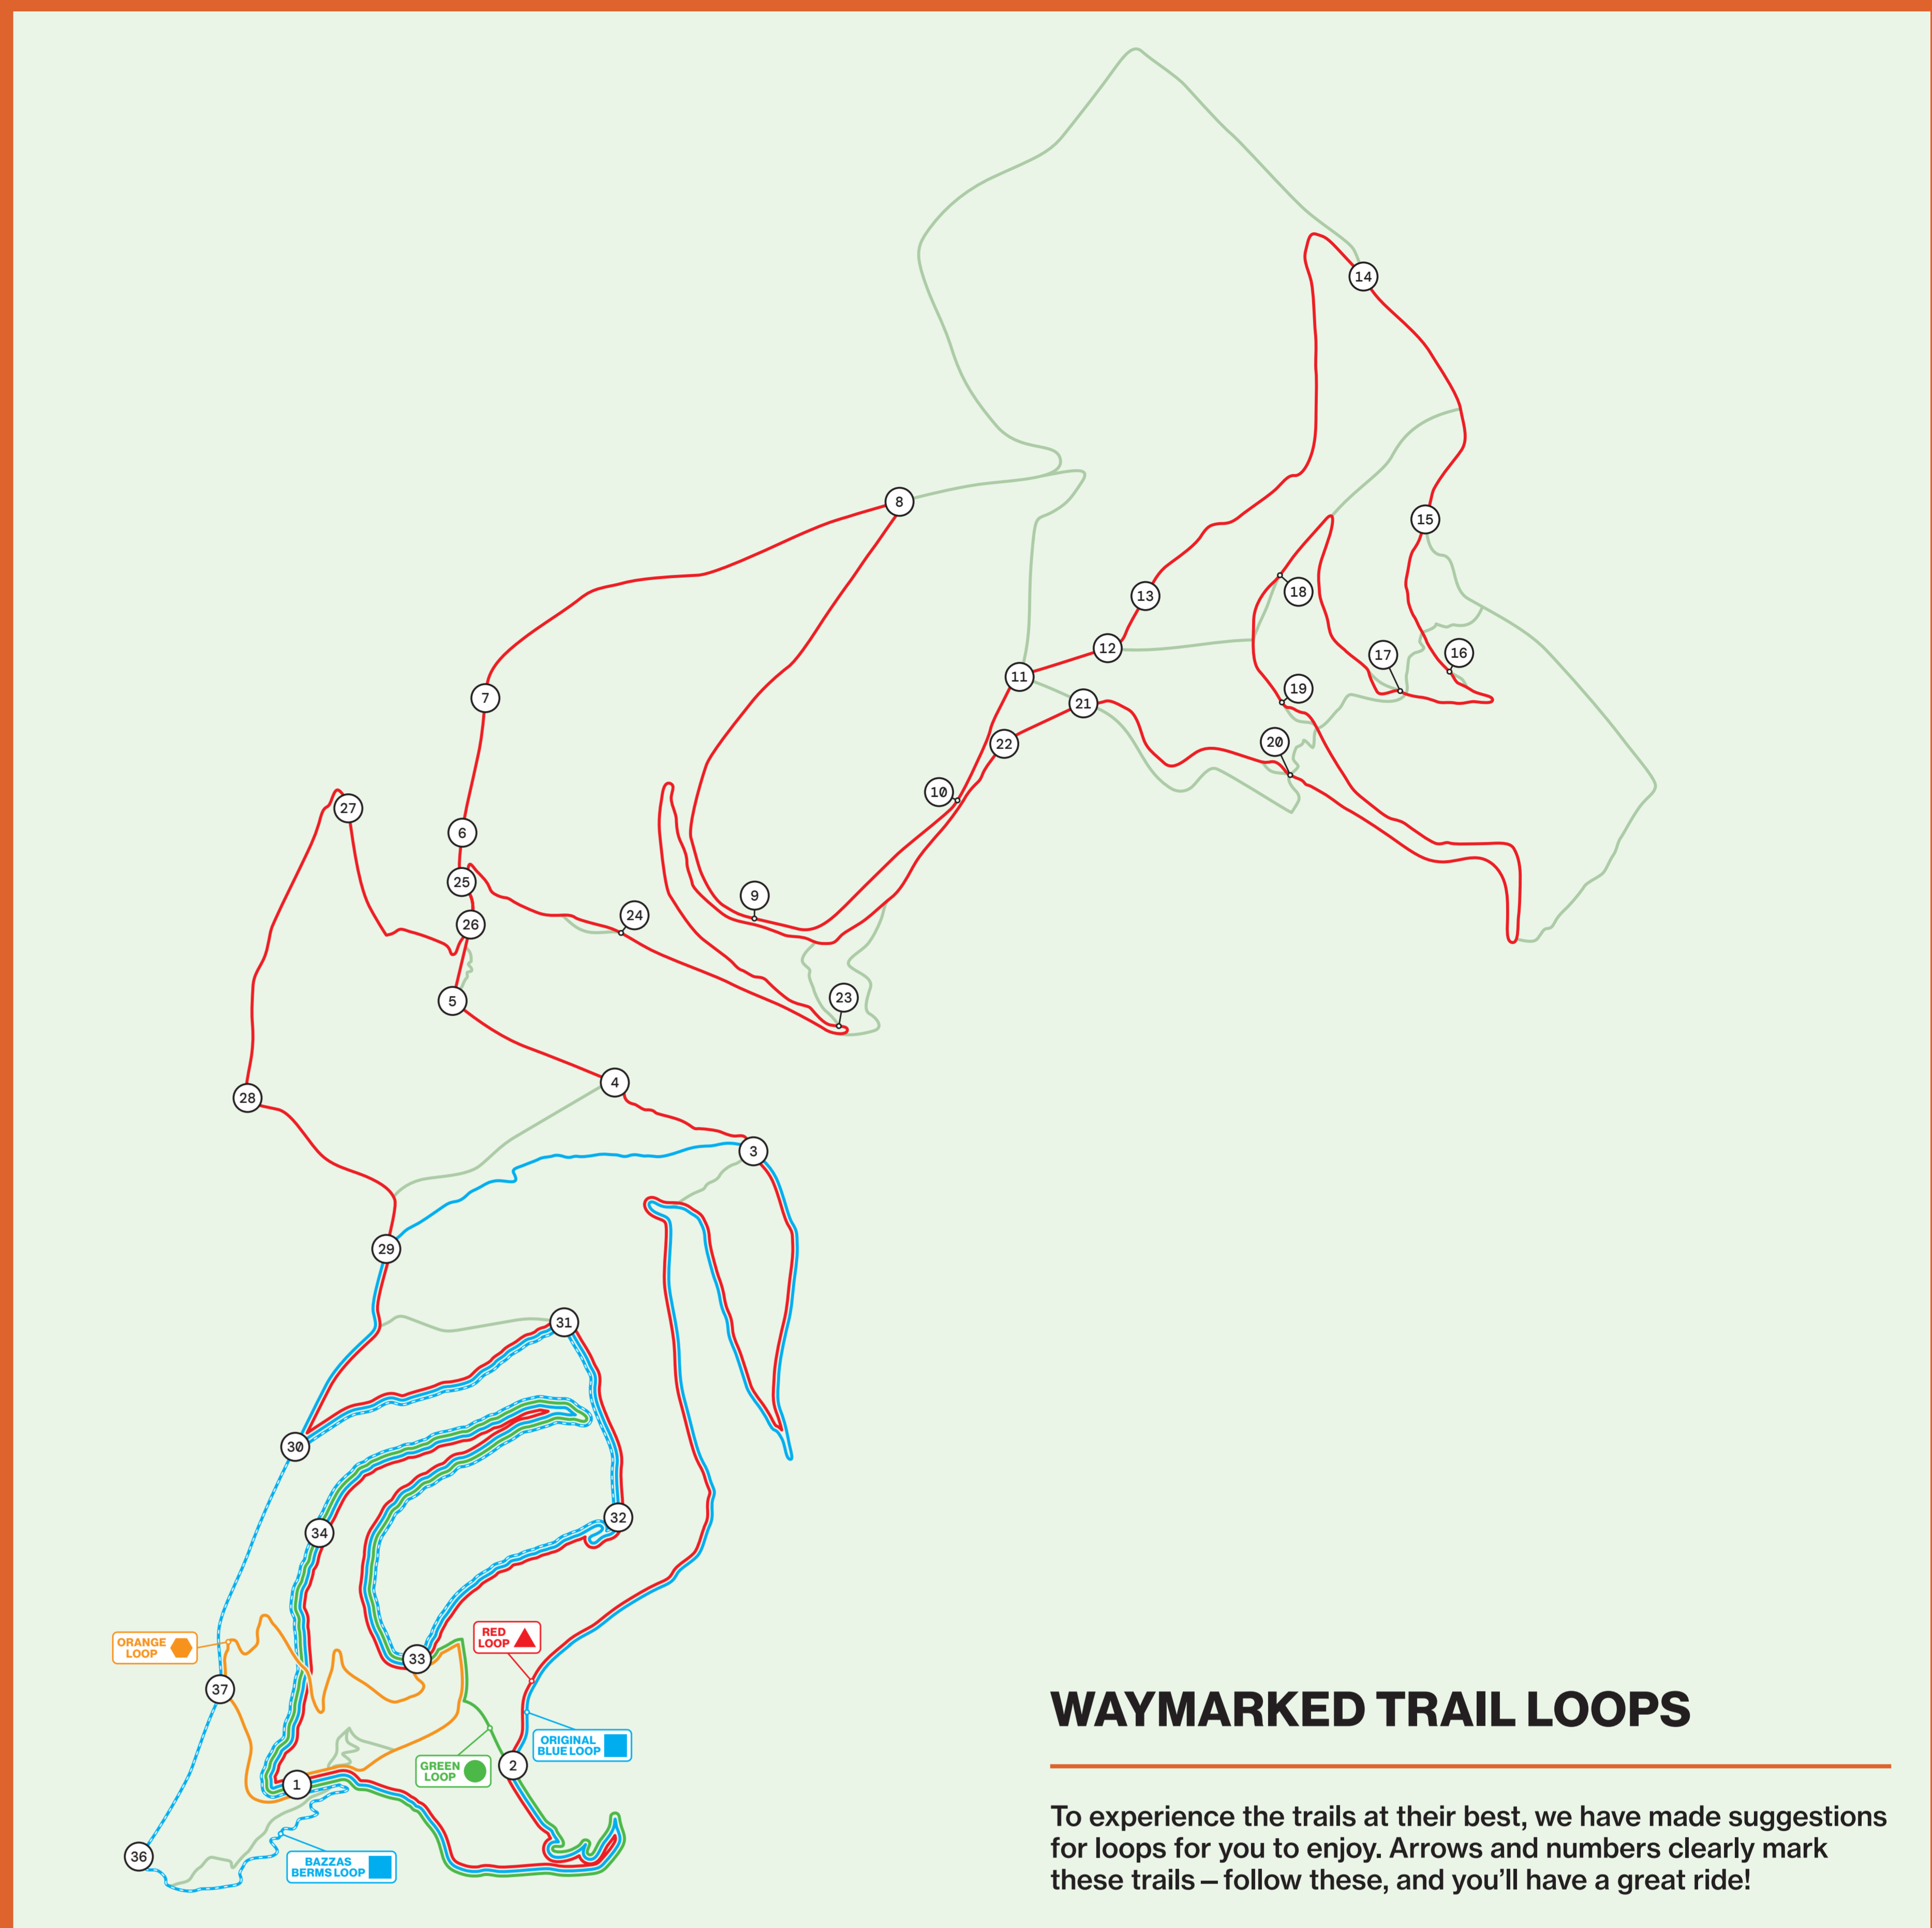 14
8
15
18
13
12
17
16
11
19
21
7
22
20
10
27
6
25
9
24
26
23
5
4
28
3
29
31
30
32
34
RED
LOOP
ORANGE
LOOP
33
37
ORIGINAL
BLUE LOOP
GREEN
LOOP
2
1
36
BAZZAS
BERMS LOOP
WAYMARKED TRAIL LOOPS
To experience the trails at their best, we have made suggestions
for loops for you to enjoy. Arrows and numbers clearly mark
these trails – follow these, and you’ll have a great ride!